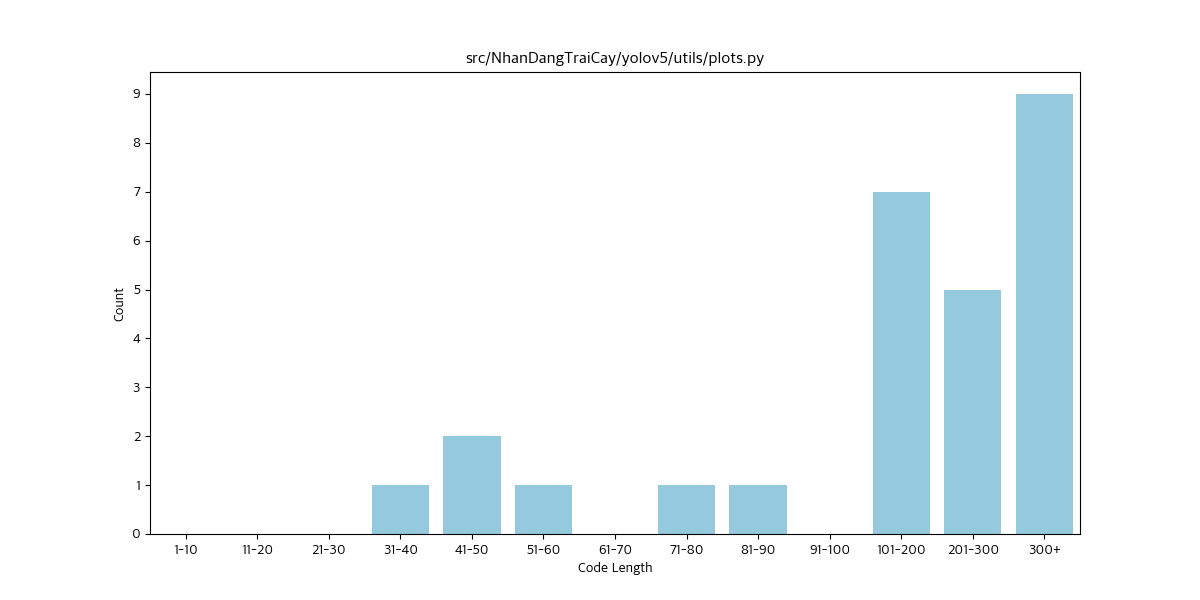 src/NhanDangTraiCay/yolov5/utils/plots.py
9
8
7
6
5
4
3
2
1
0
Count
1-10 11-20 21-30 31-40 41-50 51-60 61-70 71-80 81-90 91-100 101-200 201-300 300+
Code Length